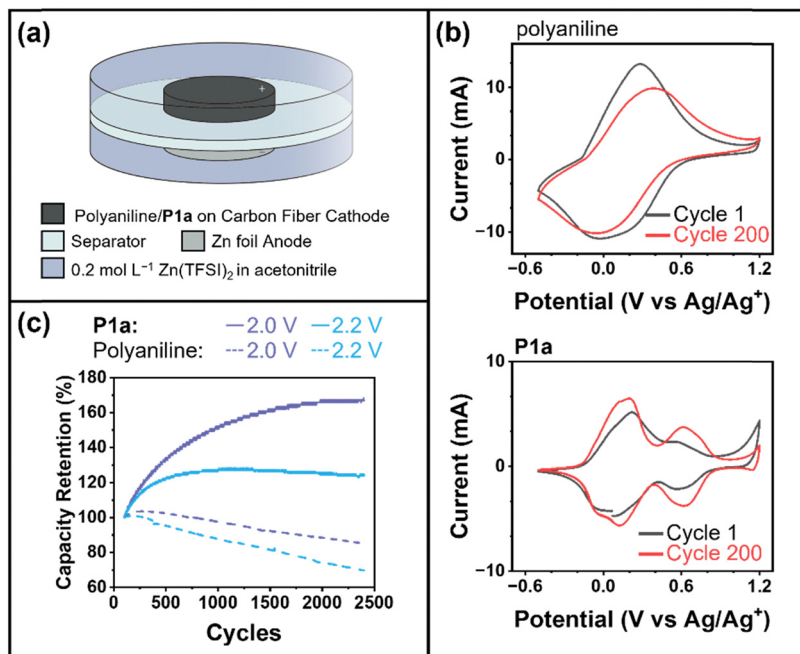 (a)
+
−
Polyaniline/P1a on Carbon Fiber Cathode
Separator
Zn foil Anode
0.2 mol L⁻¹ Zn(TFSI)₂ in acetonitrile
(b)
polyaniline
Current (mA)
10
0
−10
Cycle 1
Cycle 200
−0.6 0.0 0.6 1.2
Potential (V vs Ag/Ag⁺)
P1a
Current (mA)
10
0
−10
Cycle 1
Cycle 200
−0.6 0.0 0.6 1.2
Potential (V vs Ag/Ag⁺)
(c)
P1a: 2.0 V 2.2 V
Polyaniline: 2.0 V 2.2 V
Capacity Retention (%)
180
160
140
120
100
80
60
0 500 1000 1500 2000 2500
Cycles